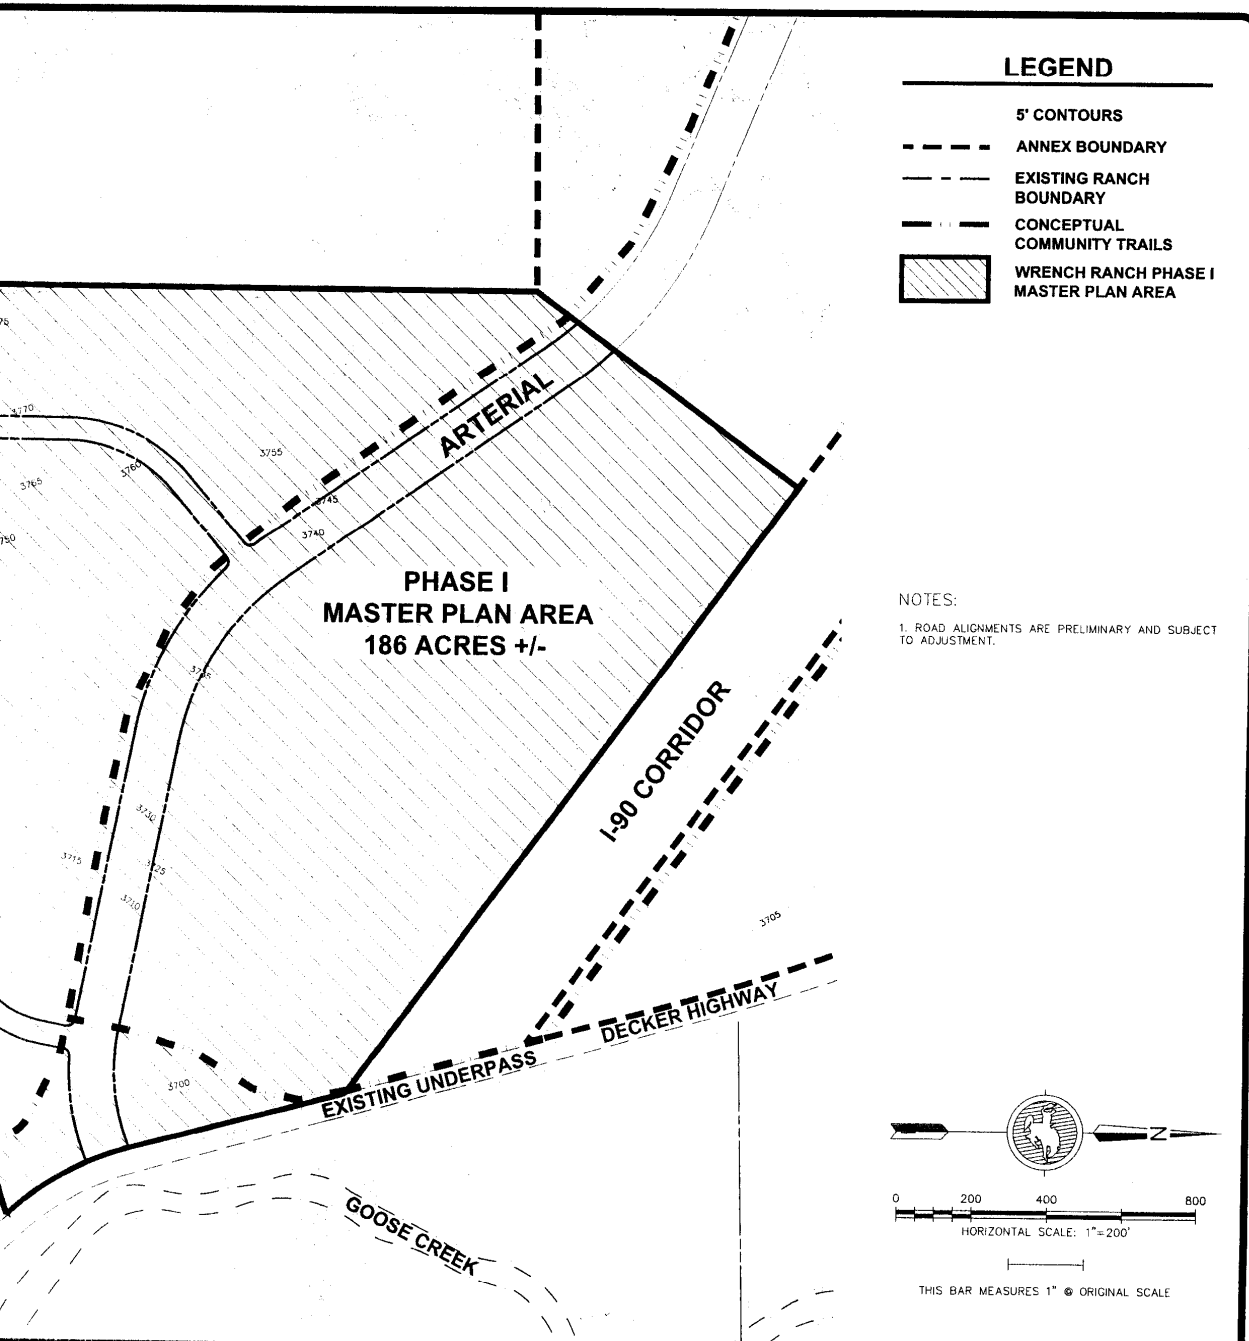 LEGEND
5' CONTOURS
ANNEX BOUNDARY
EXISTING RANCH
BOUNDARY
CONCEPTUAL
COMMUNITY TRAILS
WRENCH RANCH PHASE I
MASTER PLAN AREA
75
3770
3755
3760
3765
3745
3740
750
ARTERIAL
PHASE I
MASTER PLAN AREA
186 ACRES +/-
NOTES:
1. ROAD ALIGNMENTS ARE PRELIMINARY AND SUBJECT
TO ADJUSTMENT.
I-90 CORRIDOR
3730
3715
3725
3710
3705
DECKER HIGHWAY
EXISTING UNDERPASS
3700
GOOSE CREEK
N
0 200 400 800
HORIZONTAL SCALE: 1"=200'
THIS BAR MEASURES 1" @ ORIGINAL SCALE